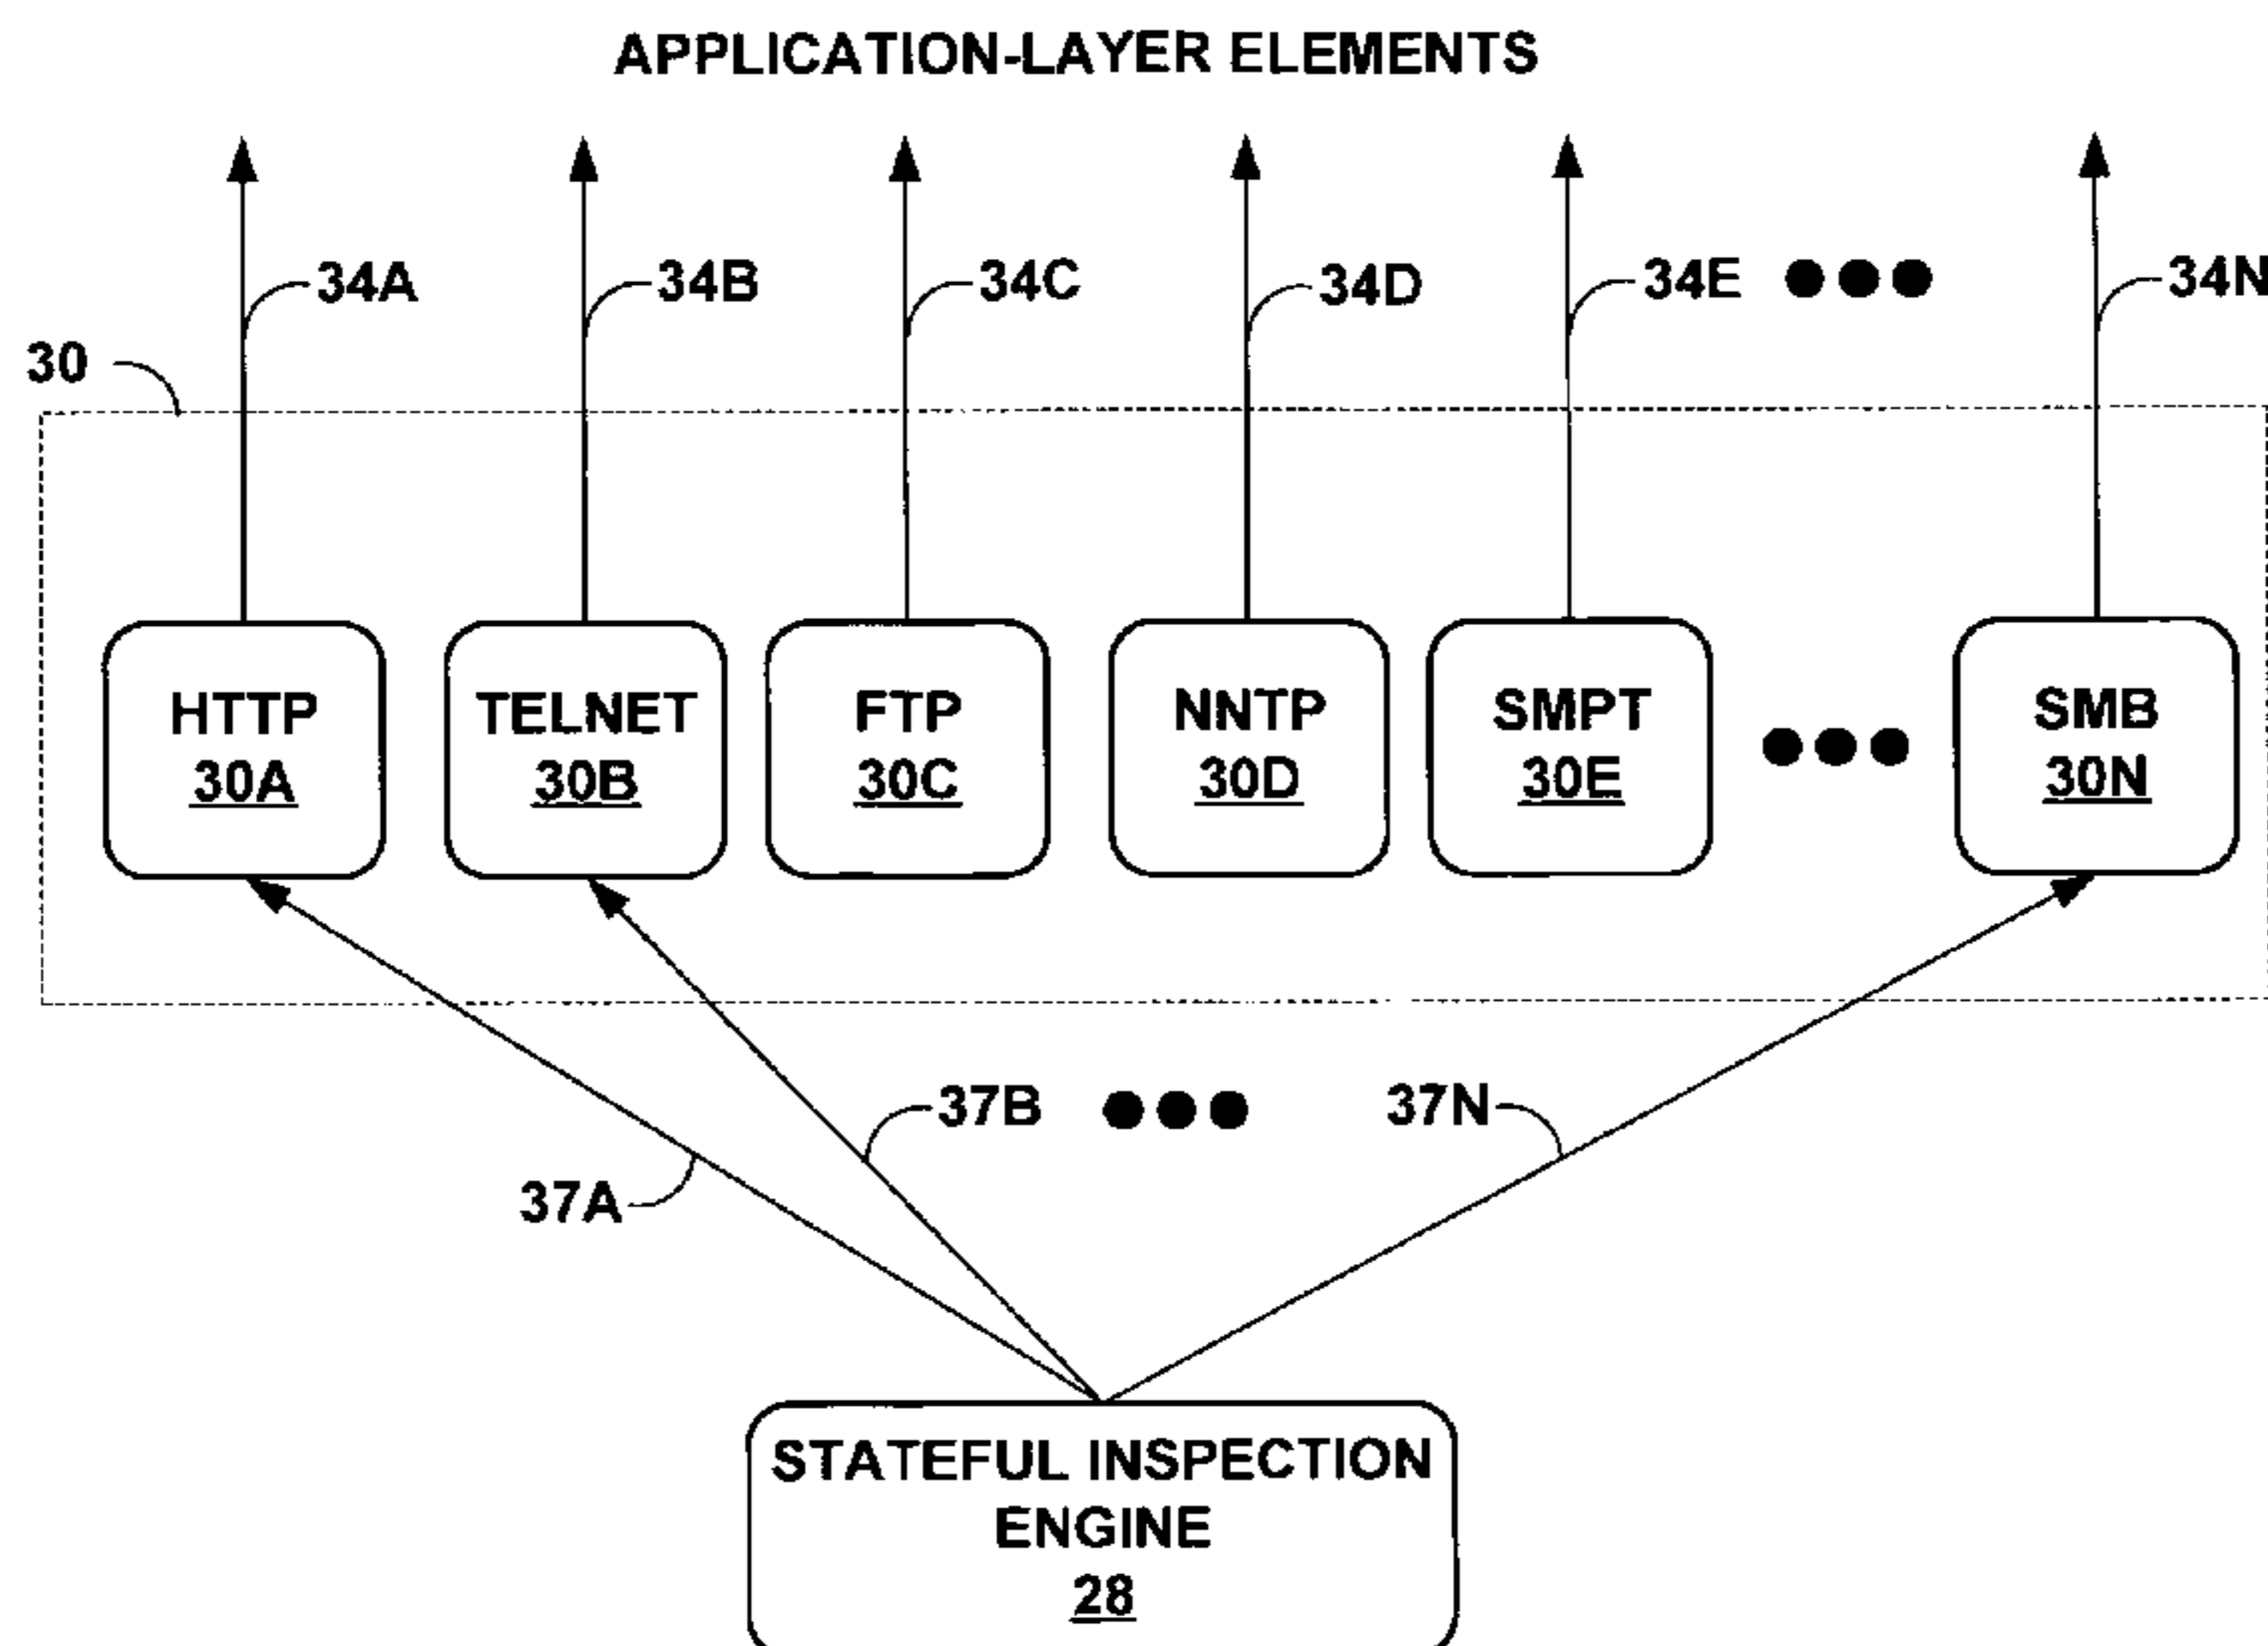 APPLICATION-LAYER ELEMENTS
34A
34B
34C
34D
34E
34N
30
HTTP
30A
TELNET
30B
FTP
30C
NNTP
30D
SMPT
30E
SMB
30N
37B
37N
37A
STATEFUL INSPECTION
ENGINE
28